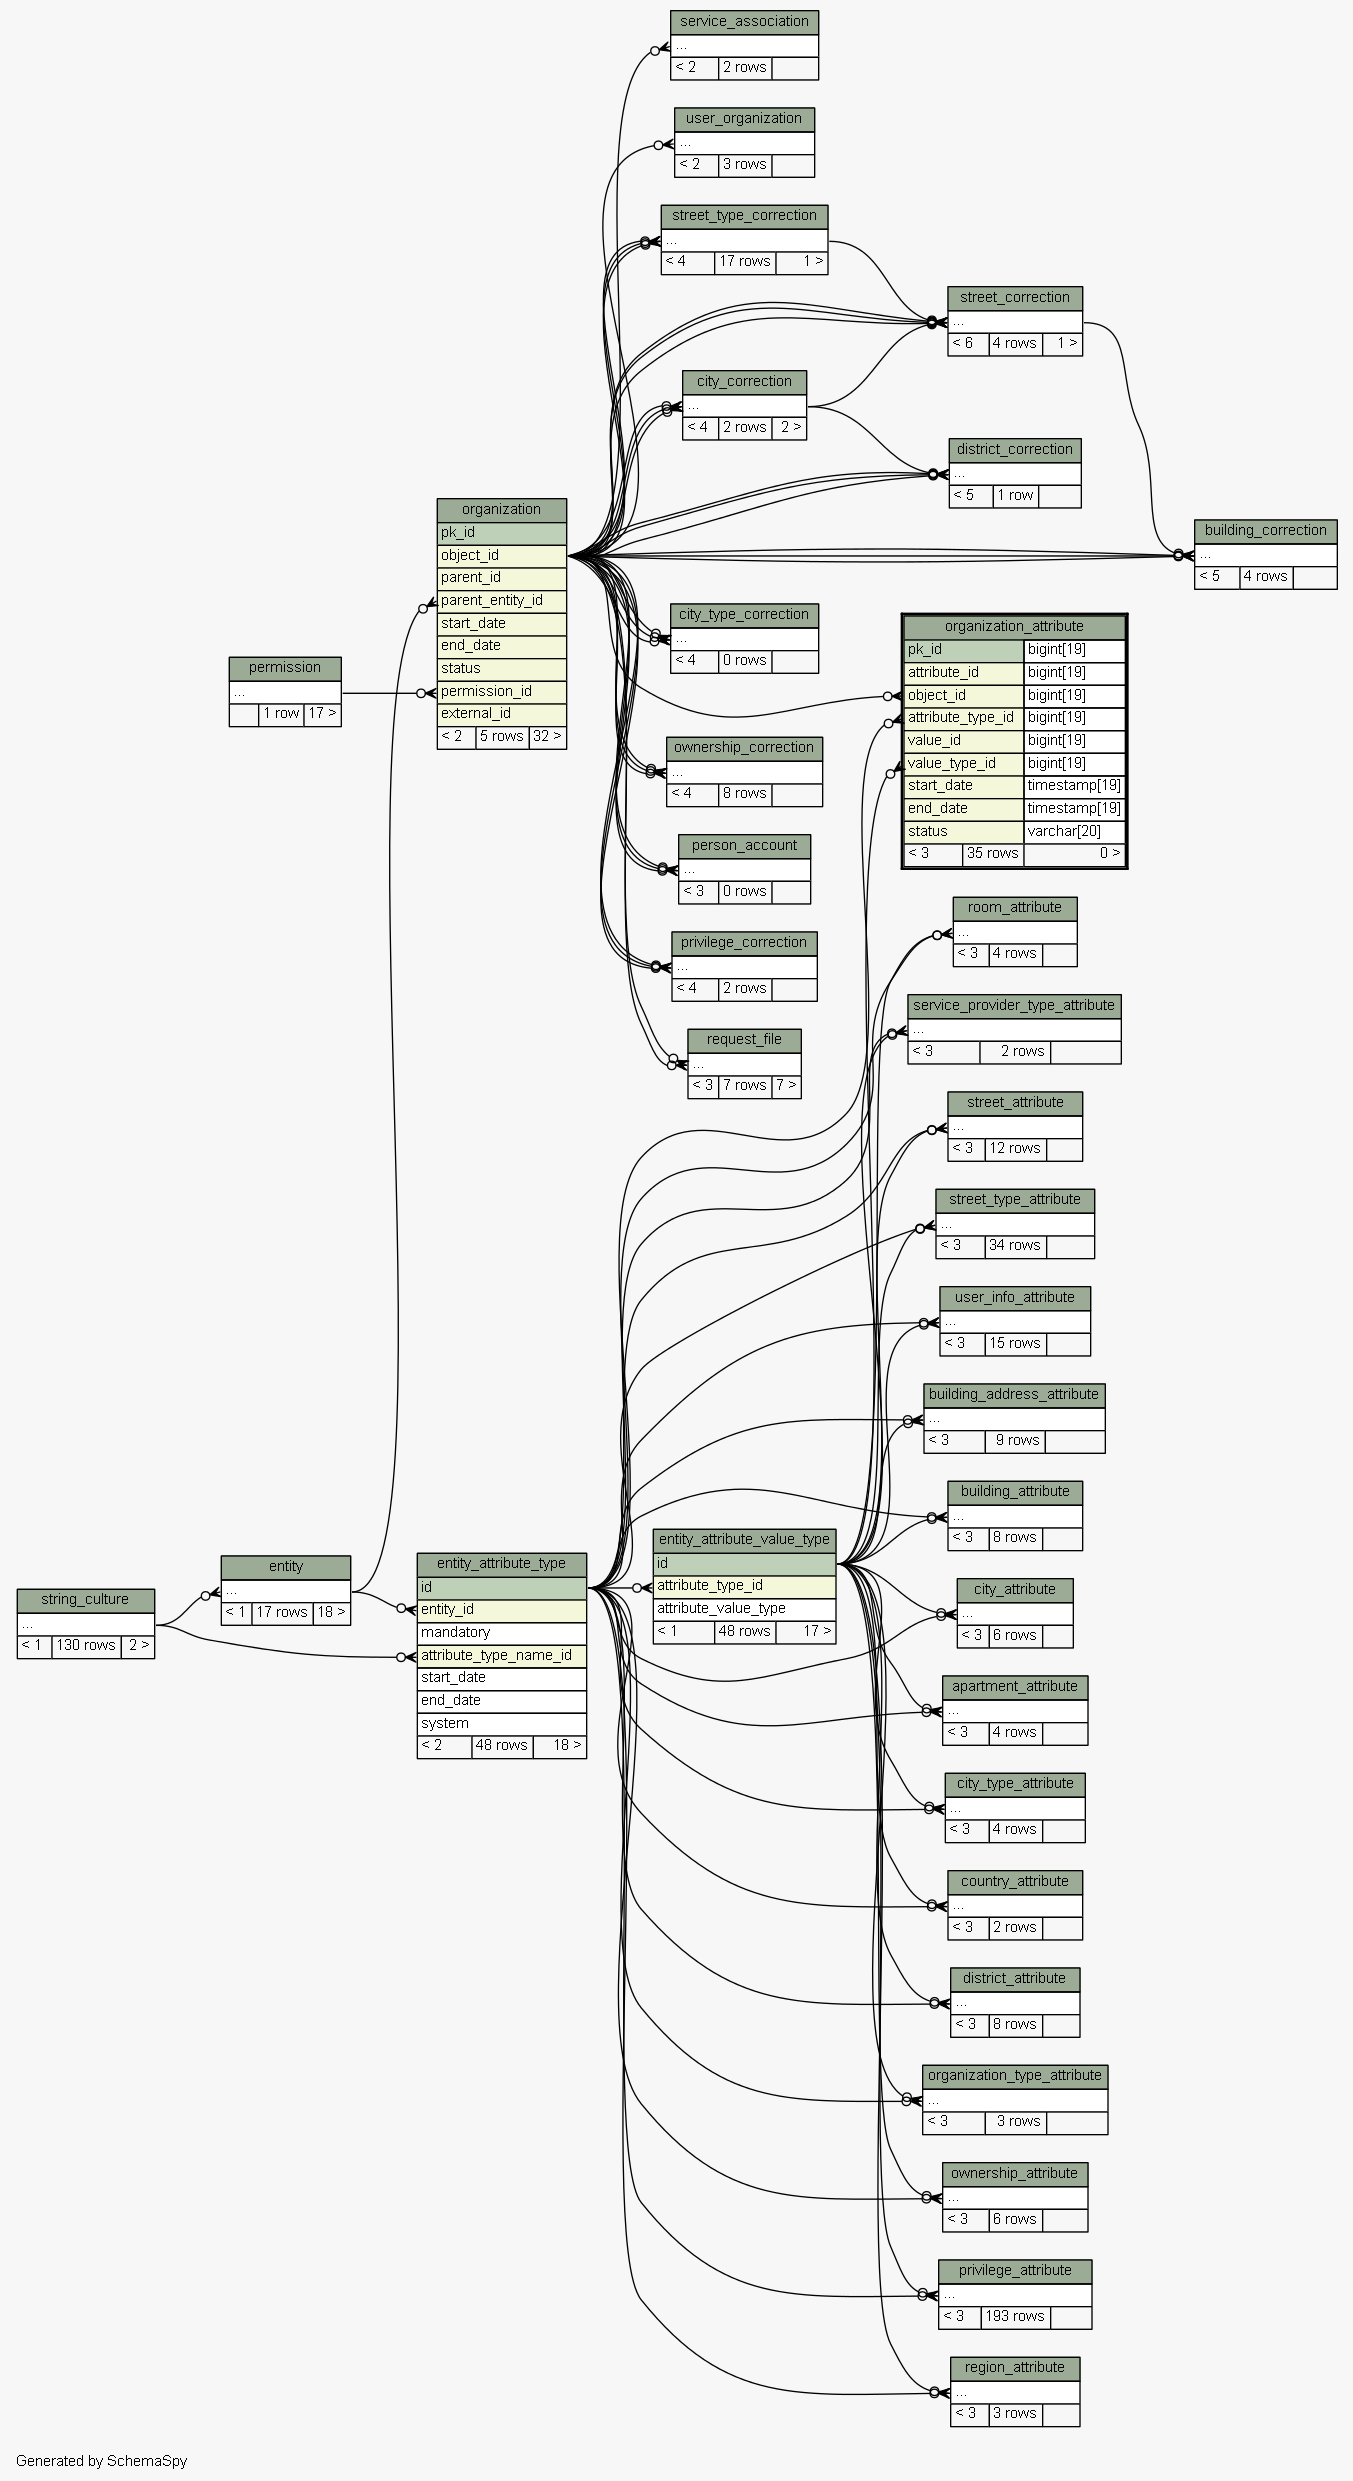 service_association
...
< 2 2 rows
user_organization
...
< 2 3 rows
street_type_correction
...
< 4 17 rows 1 >
street_correction
...
< 6 4 rows 1 >
city_correction
...
< 4 2 rows 2 >
district_correction
...
< 5 1 row
building_correction
...
< 5 4 rows
organization
pk_id
object_id
parent_id
parent_entity_id
start_date
end_date
status
permission_id
external_id
< 2 5 rows 32 >
permission
...
1 row 17 >
city_type_correction
...
< 4 0 rows
organization_attribute
pk_id bigint[19]
attribute_id bigint[19]
object_id bigint[19]
attribute_type_id bigint[19]
value_id bigint[19]
value_type_id bigint[19]
start_date timestamp[19]
end_date timestamp[19]
status varchar[20]
< 3 35 rows 0 >
ownership_correction
...
< 4 8 rows
person_account
...
< 3 0 rows
privilege_correction
...
< 4 2 rows
request_file
...
< 3 7 rows 7 >
room_attribute
...
< 3 4 rows
service_provider_type_attribute
...
< 3 2 rows
street_attribute
...
< 3 12 rows
street_type_attribute
...
< 3 34 rows
user_info_attribute
...
< 3 15 rows
building_address_attribute
...
< 3 9 rows
building_attribute
...
< 3 8 rows
string_culture
...
< 1 130 rows 2 >
entity
...
< 1 17 rows 18 >
entity_attribute_type
id
entity_id
mandatory
attribute_type_name_id
start_date
end_date
system
< 2 48 rows 18 >
entity_attribute_value_type
id
attribute_type_id
attribute_value_type
< 1 48 rows 17 >
city_attribute
...
< 3 6 rows
apartment_attribute
...
< 3 4 rows
city_type_attribute
...
< 3 4 rows
country_attribute
...
< 3 2 rows
district_attribute
...
< 3 8 rows
organization_type_attribute
...
< 3 3 rows
ownership_attribute
...
< 3 6 rows
privilege_attribute
...
< 3 193 rows
region_attribute
...
< 3 3 rows
Generated by SchemaSpy